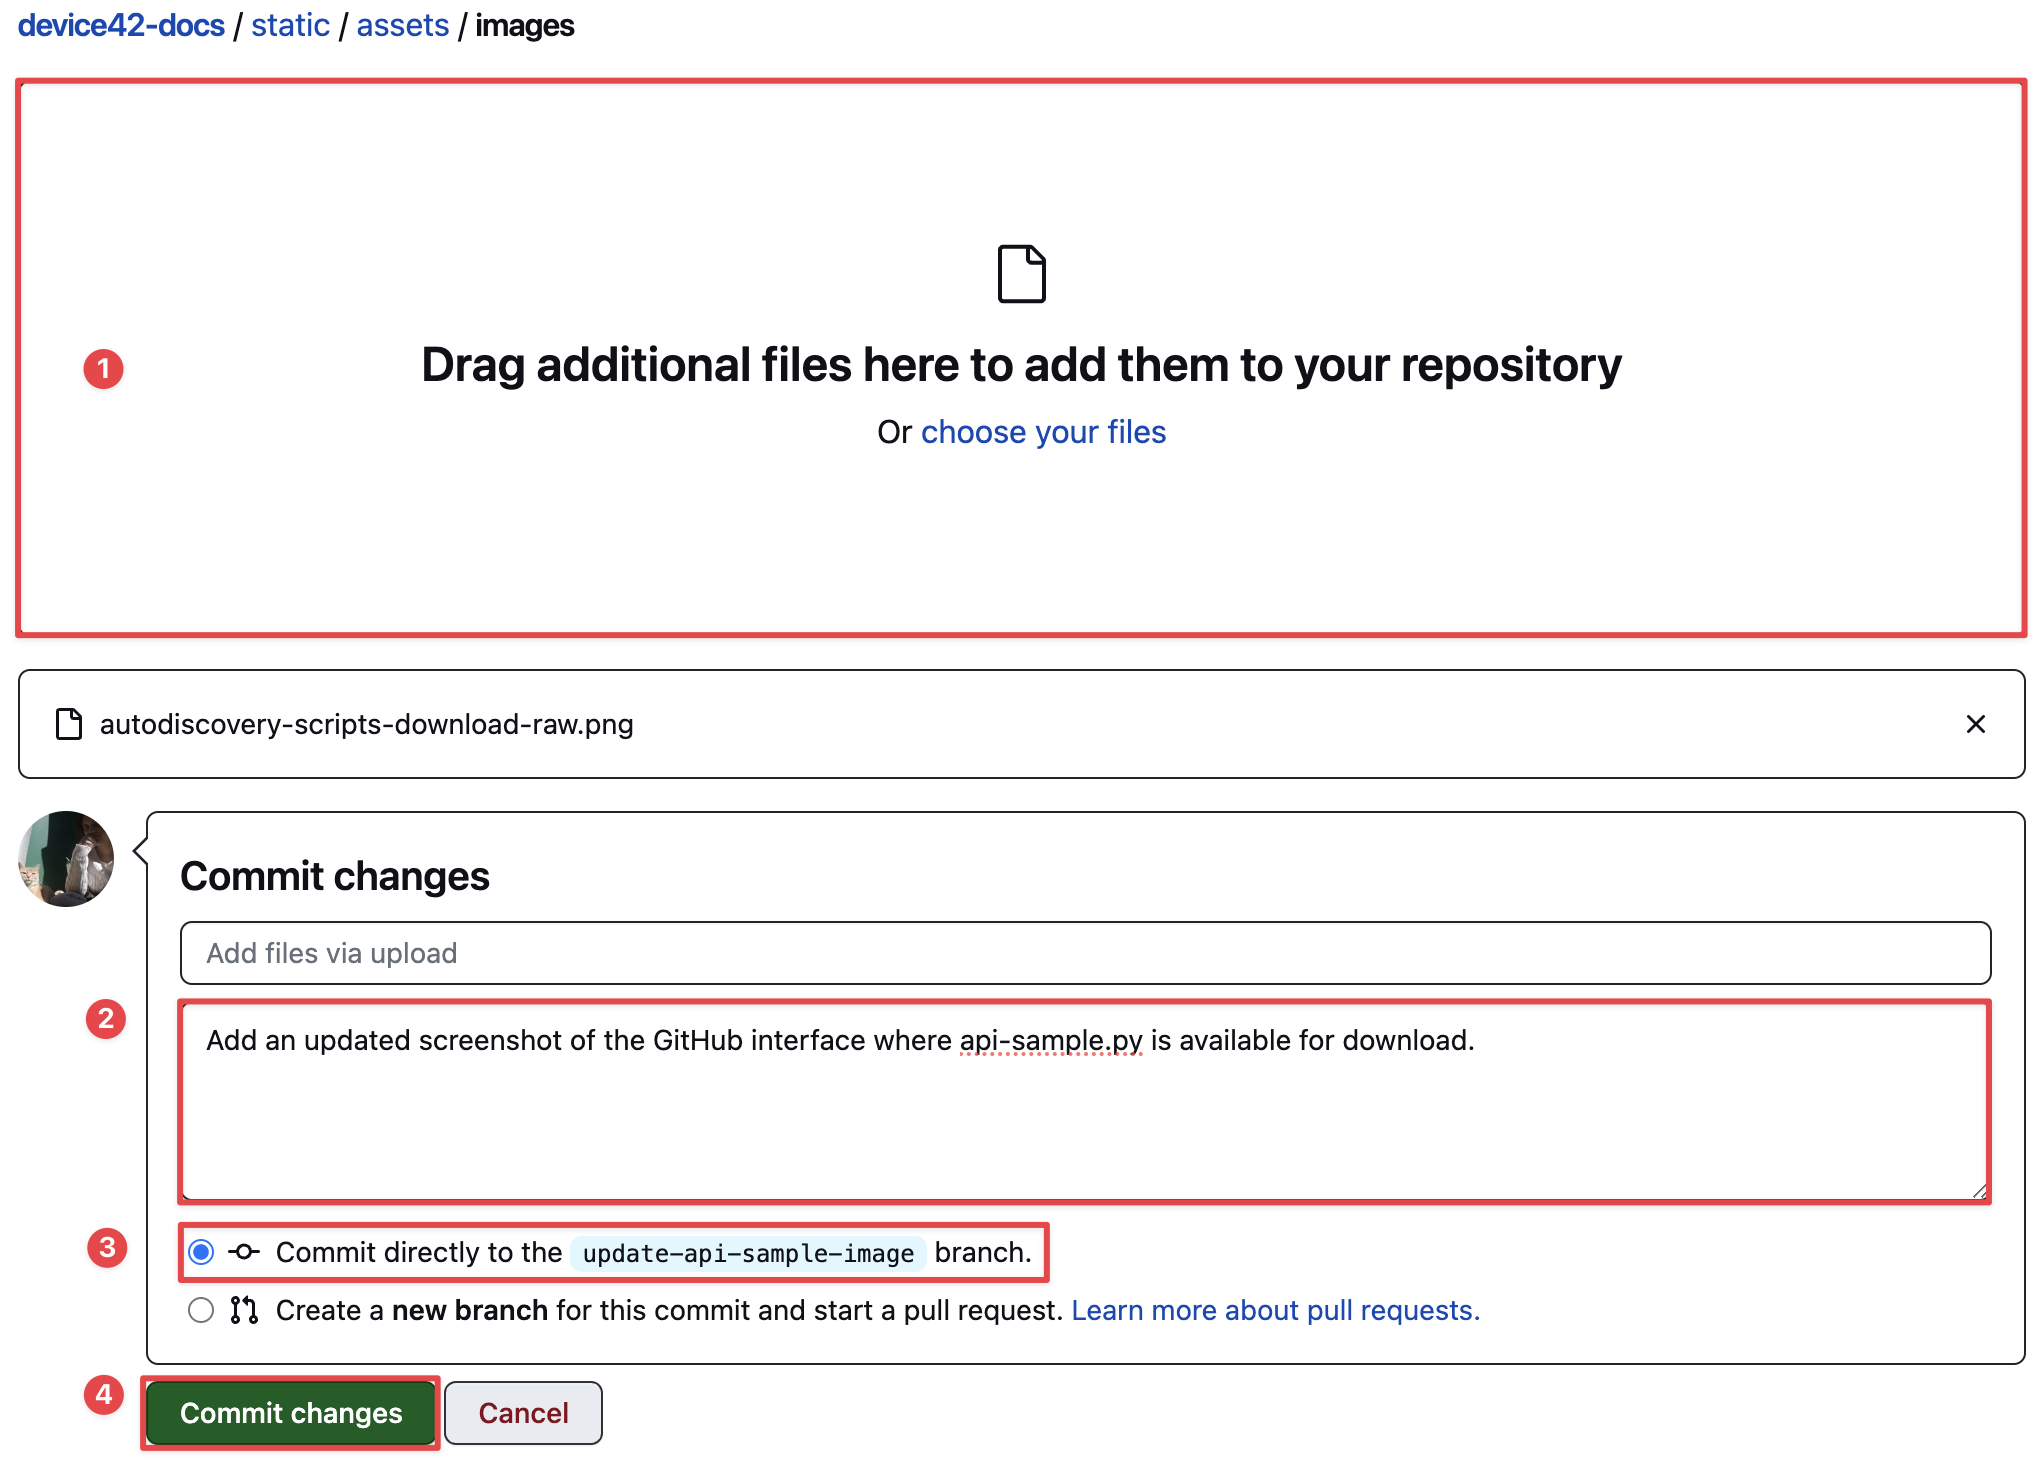 device42-docs / static / assets / images
1
Drag additional files here to add them to your repository
Or choose your files
autodiscovery-scripts-download-raw.png
Commit changes
Add files via upload
2
Add an updated screenshot of the GitHub interface where api-sample.py is available for download.
3
Commit directly to the update-api-sample-image branch.
Create a new branch for this commit and start a pull request. Learn more about pull requests.
4
Commit changes
Cancel